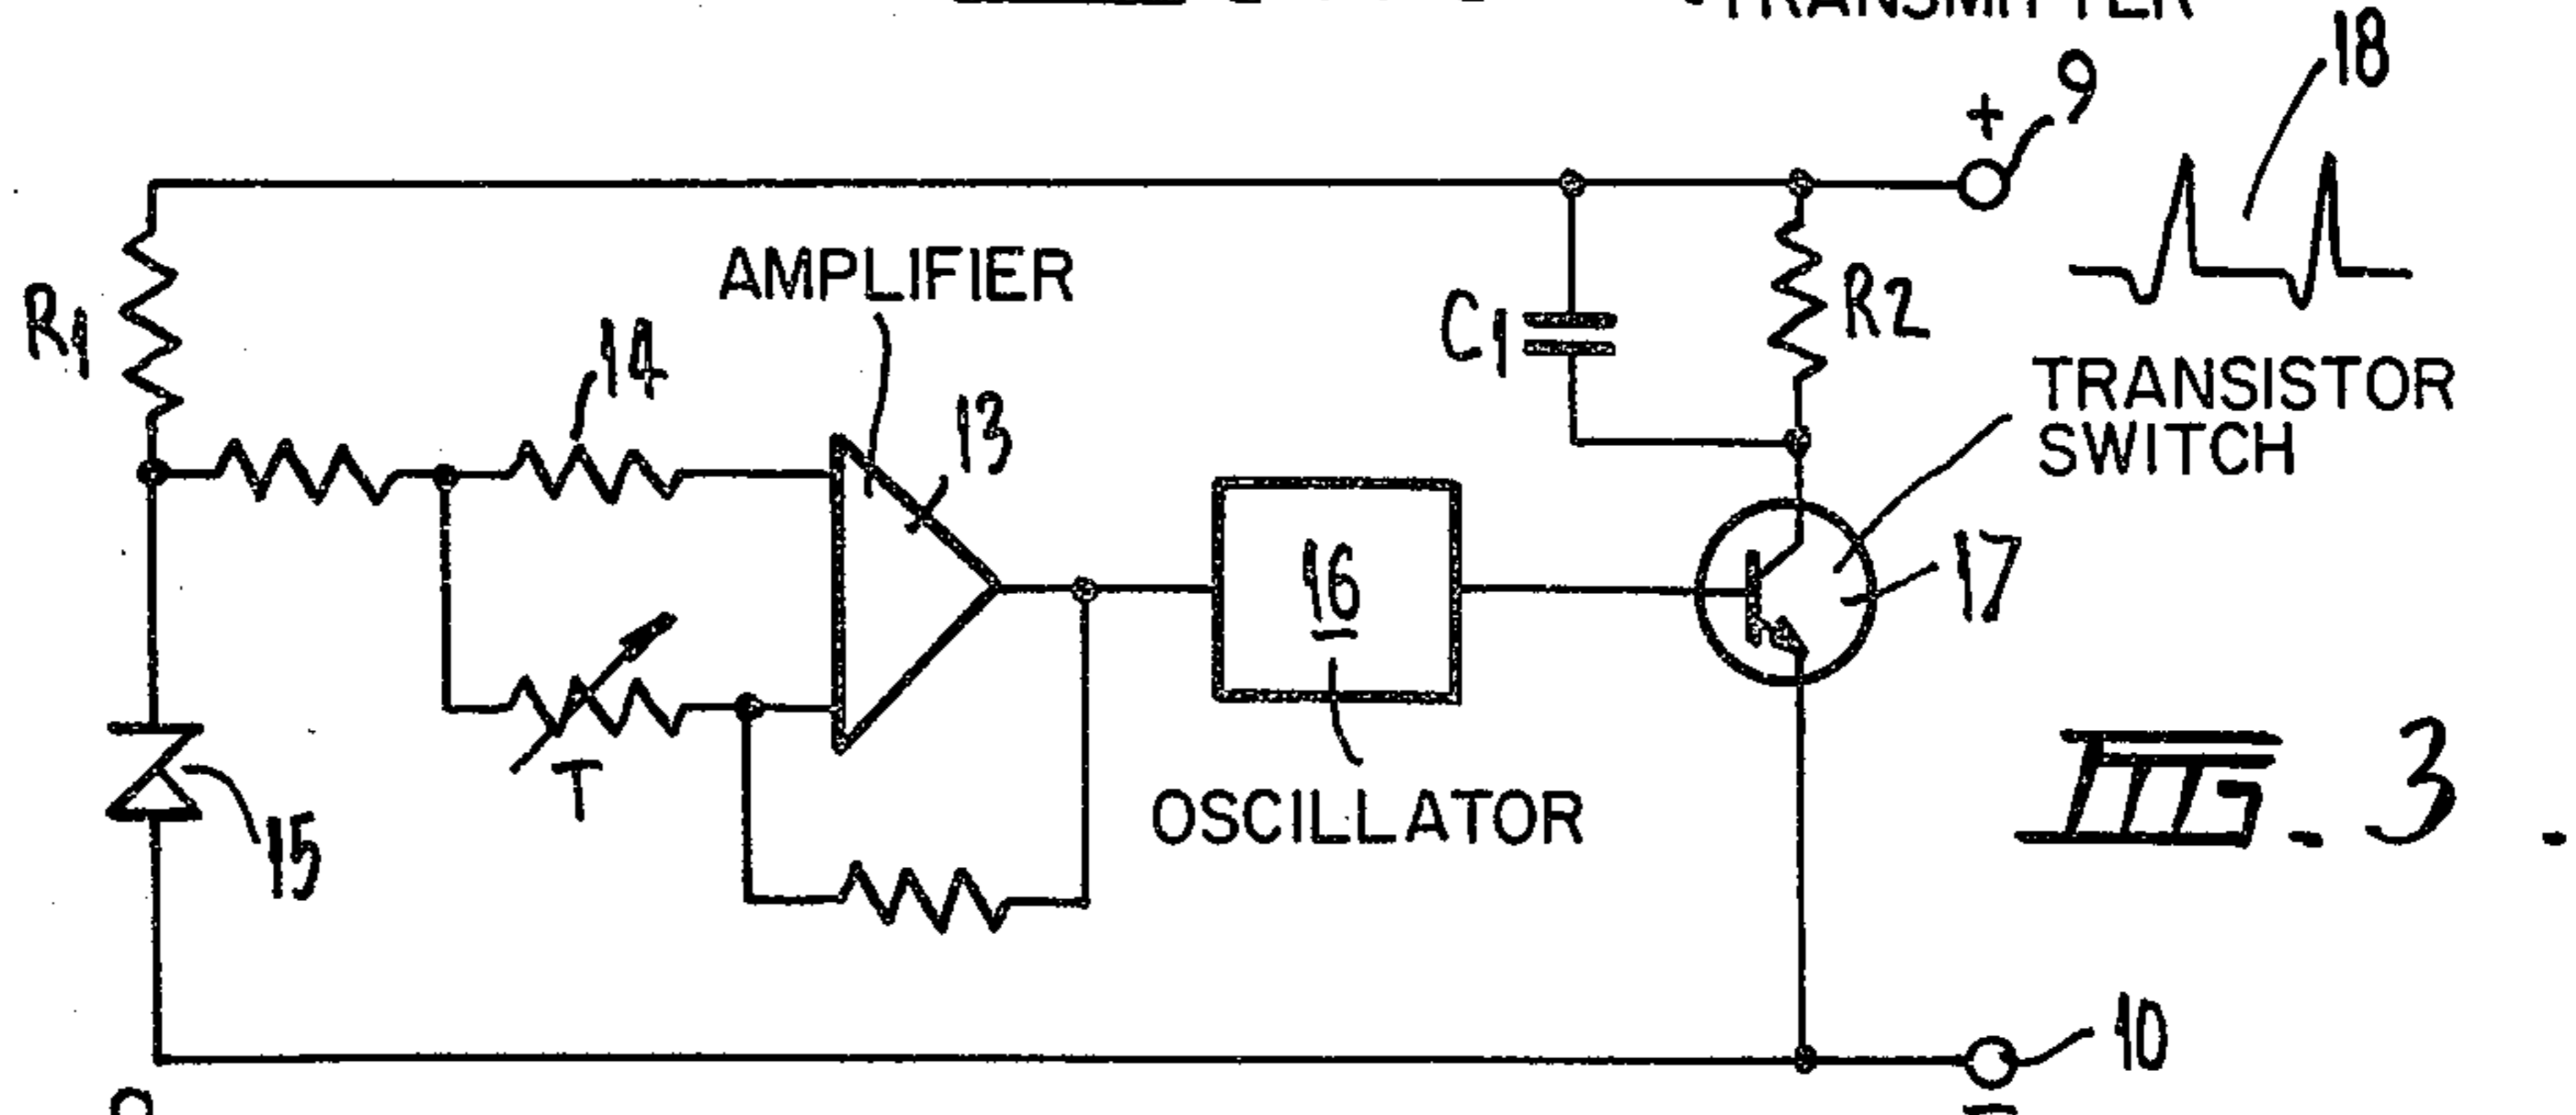 TRANSMITTER
18
9
+
AMPLIFIER
R1
14
13
C1
R2
TRANSISTOR
SWITCH
16
17
T
15
OSCILLATOR
FIG. 3.
10
-